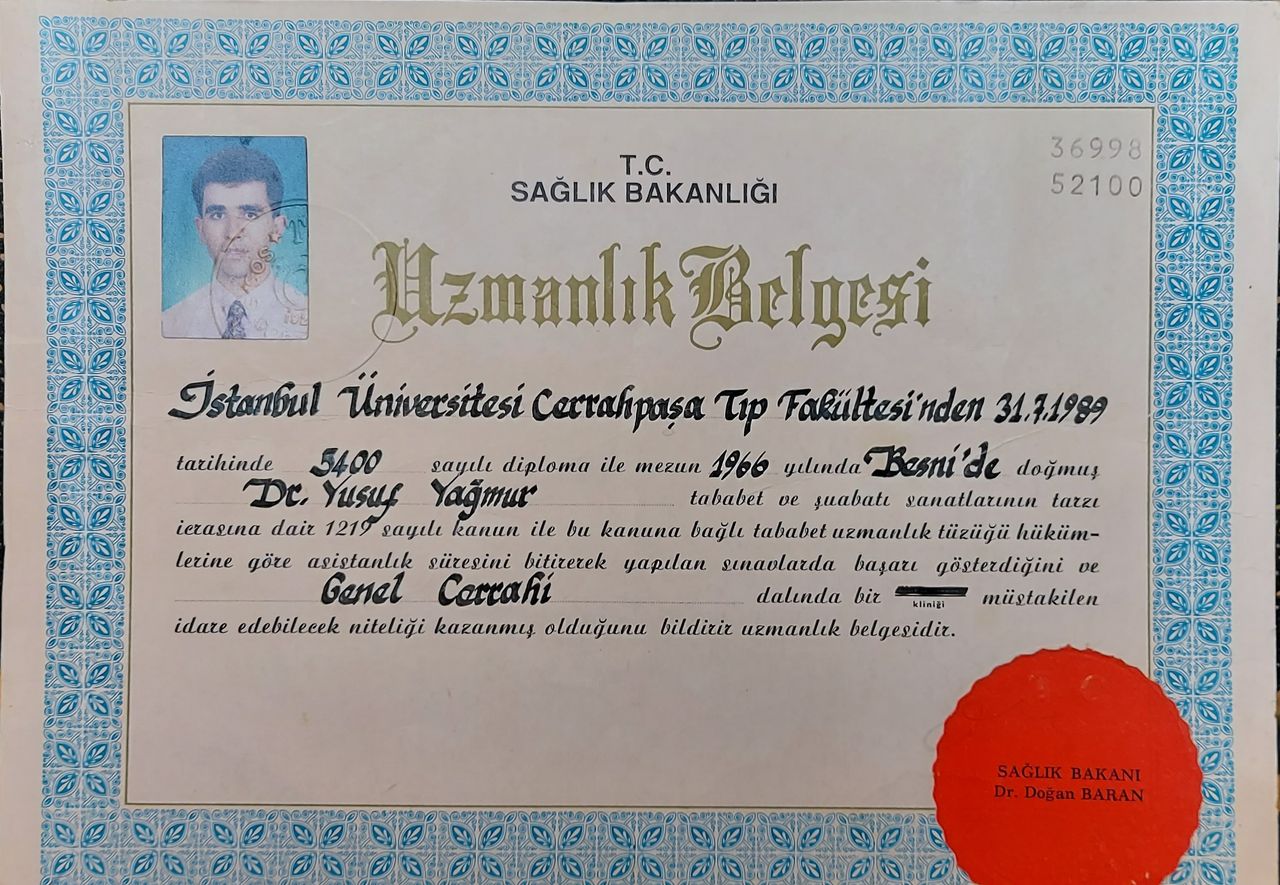 T.C.
SAĞLIK BAKANLIĞI
36998
52100
Uzmanlık Belgesi
İstanbul Üniversitesi Cerrahpaşa Tıp Fakültesi'nden 31.7.1989
tarihinde 5400 sayılı diploma ile mezun 1966 yılında Besni'de doğmuş
Dr. Yusuf Yağmur tababet ve şuabatı sanatlarının tarzı
icrasına dair 1219 sayılı kanun ile bu kanuna bağlı tababet uzmanlık tüzüğü hüküm-
lerine göre asistanlık süresini bitirerek yapılan sınavlarda başarı gösterdiğini ve
Genel Cerrahi dalında bir kliniği müstakilen
idare edebilecek niteliği kazanmış olduğunu bildirir uzmanlık belgesidir.
SAĞLIK BAKANI
Dr. Doğan BARAN